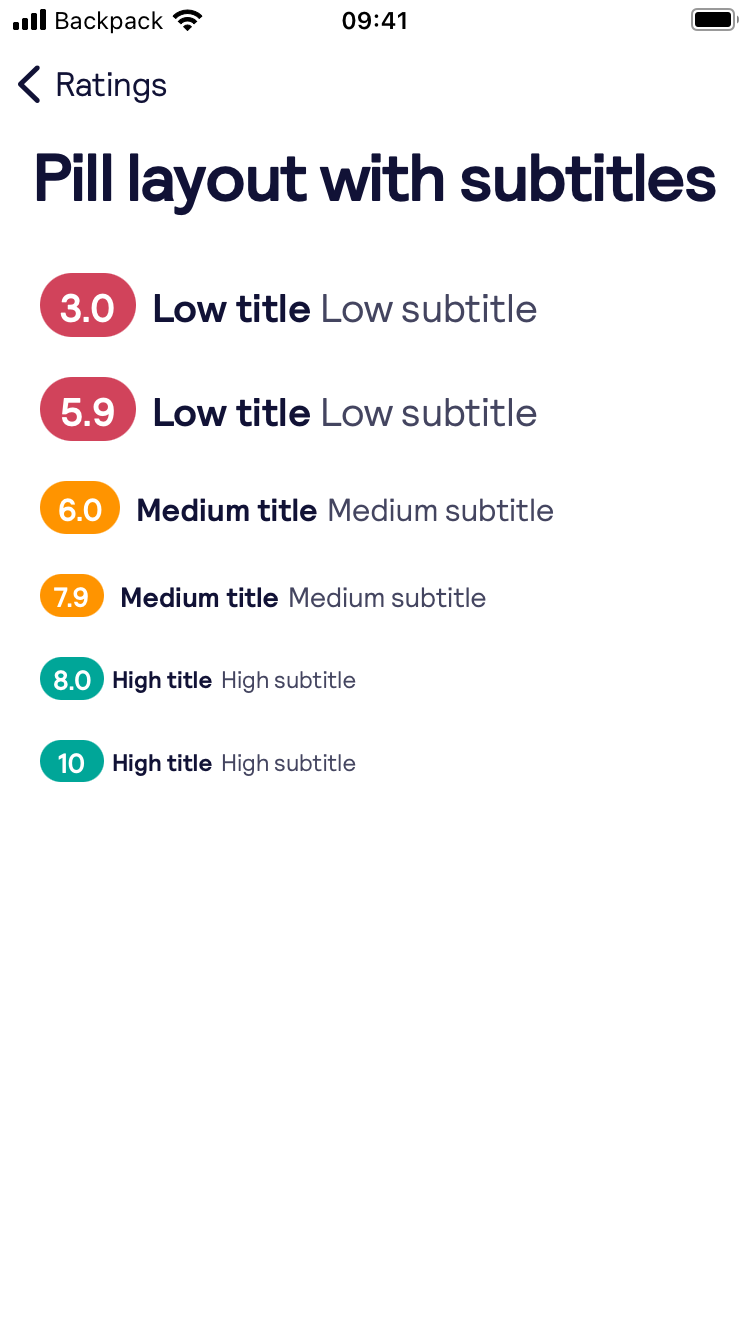 Backpack 09:41
Ratings
Pill layout with subtitles
3.0 Low title Low subtitle
5.9 Low title Low subtitle
6.0 Medium title Medium subtitle
7.9 Medium title Medium subtitle
8.0 High title High subtitle
10 High title High subtitle